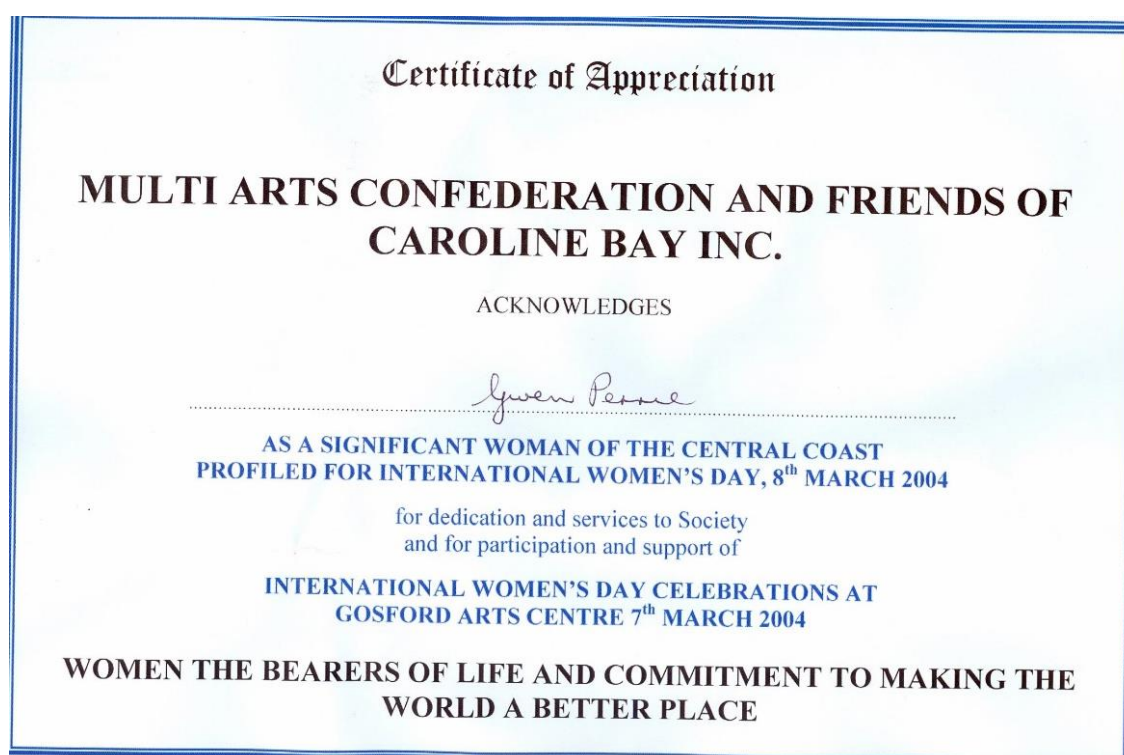 Certificate of Appreciation
MULTI ARTS CONFEDERATION AND FRIENDS OF
CAROLINE BAY INC.
ACKNOWLEDGES
Gwen Perrie
AS A SIGNIFICANT WOMAN OF THE CENTRAL COAST
PROFILED FOR INTERNATIONAL WOMEN'S DAY, 8th MARCH 2004
for dedication and services to Society
and for participation and support of
INTERNATIONAL WOMEN'S DAY CELEBRATIONS AT
GOSFORD ARTS CENTRE 7th MARCH 2004
WOMEN THE BEARERS OF LIFE AND COMMITMENT TO MAKING THE
WORLD A BETTER PLACE